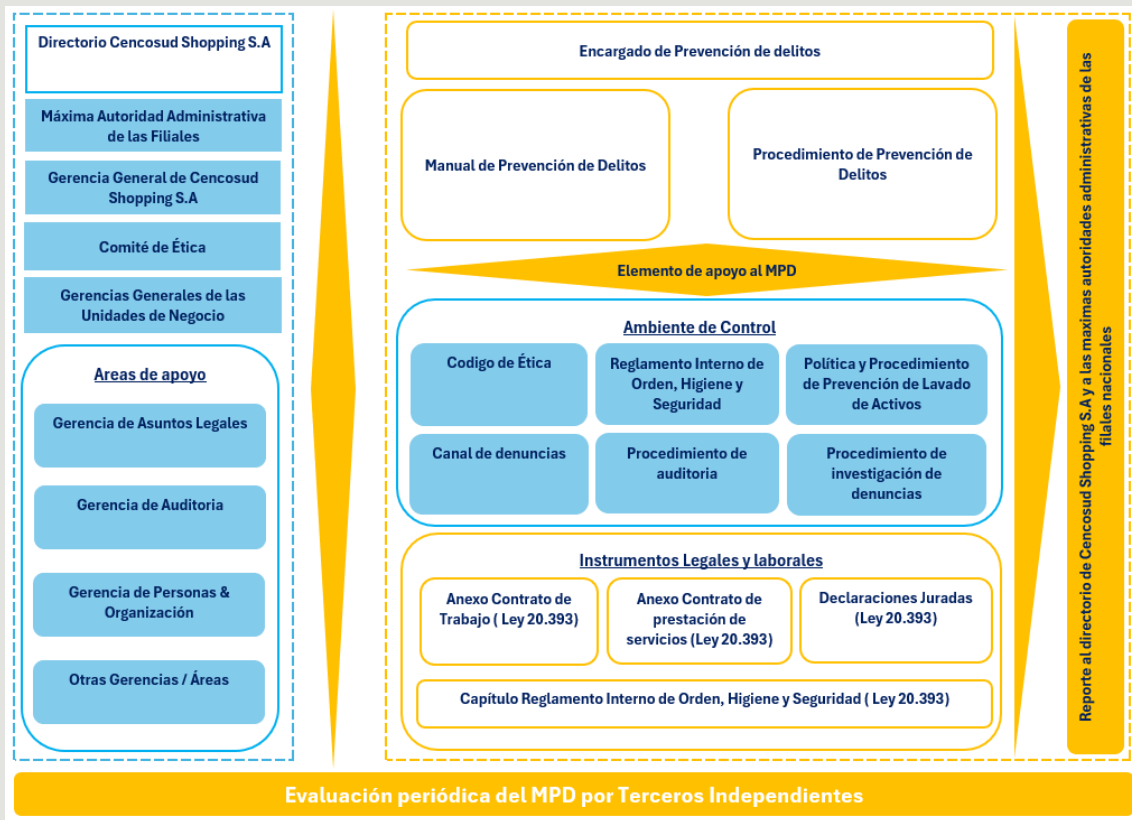 Directorio Cencosud Shopping S.A
Máxima Autoridad Administrativa
de las Filiales
Gerencia General de Cencosud
Shopping S.A
Comité de Ética
Gerencias Generales de las
Unidades de Negocio
Areas de apoyo
Gerencia de Asuntos Legales
Gerencia de Auditoria
Gerencia de Personas &
Organización
Otras Gerencias / Áreas
Encargado de Prevención de delitos
Manual de Prevención de Delitos
Procedimiento de Prevención de
Delitos
Elemento de apoyo al MPD
Ambiente de Control
Codigo de Ética
Reglamento Interno de
Orden, Higiene y
Seguridad
Política y Procedimiento
de Prevención de Lavado
de Activos
Canal de denuncias
Procedimiento de
auditoria
Procedimiento de
investigación de
denuncias
Instrumentos Legales y laborales
Anexo Contrato de
Trabajo ( Ley 20.393)
Anexo Contrato de
prestación de
servicios (Ley 20.393)
Declaraciones Juradas
(Ley 20.393)
Capítulo Reglamento Interno de Orden, Higiene y Seguridad ( Ley 20.393)
Reporte al directorio de Cencosud Shopping S.A y a las maximas autoridades administrativas de las
filales nacionales
Evaluación periódica del MPD por Terceros Independientes